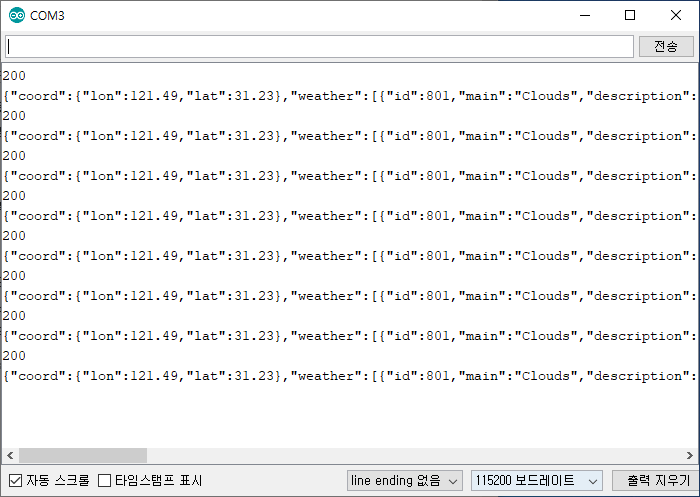 COM3
전송
200
{"coord":{"lon":121.49,"lat":31.23},"weather":[{"id":801,"main":"Clouds","description":
200
{"coord":{"lon":121.49,"lat":31.23},"weather":[{"id":801,"main":"Clouds","description":
200
{"coord":{"lon":121.49,"lat":31.23},"weather":[{"id":801,"main":"Clouds","description":
200
{"coord":{"lon":121.49,"lat":31.23},"weather":[{"id":801,"main":"Clouds","description":
200
{"coord":{"lon":121.49,"lat":31.23},"weather":[{"id":801,"main":"Clouds","description":
200
{"coord":{"lon":121.49,"lat":31.23},"weather":[{"id":801,"main":"Clouds","description":
200
{"coord":{"lon":121.49,"lat":31.23},"weather":[{"id":801,"main":"Clouds","description":
200
{"coord":{"lon":121.49,"lat":31.23},"weather":[{"id":801,"main":"Clouds","description":
자동 스크롤 타임스탬프 표시 line ending 없음 115200 보드레이트 출력 지우기